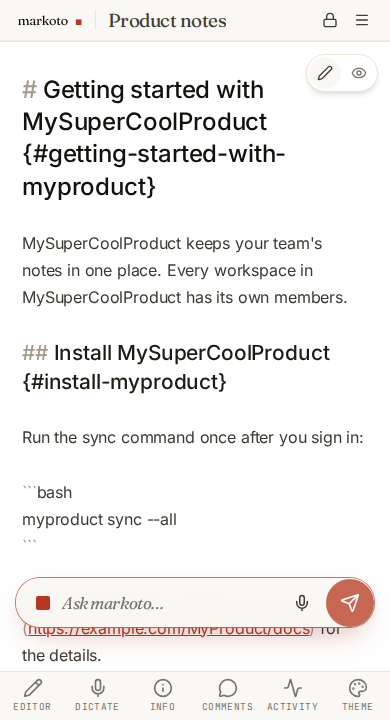 markoto
Product notes
# Getting started with
MySuperCoolProduct
{#getting-started-with-
myproduct}
MySuperCoolProduct keeps your team's
notes in one place. Every workspace in
MySuperCoolProduct has its own members.
## Install MySuperCoolProduct
{#install-myproduct}
Run the sync command once after you sign in:
```bash
myproduct sync --all
```
Ask markoto...
(https://example.com/MyProduct/docs) for
the details.
EDITOR
DICTATE
INFO
COMMENTS
ACTIVITY
THEME